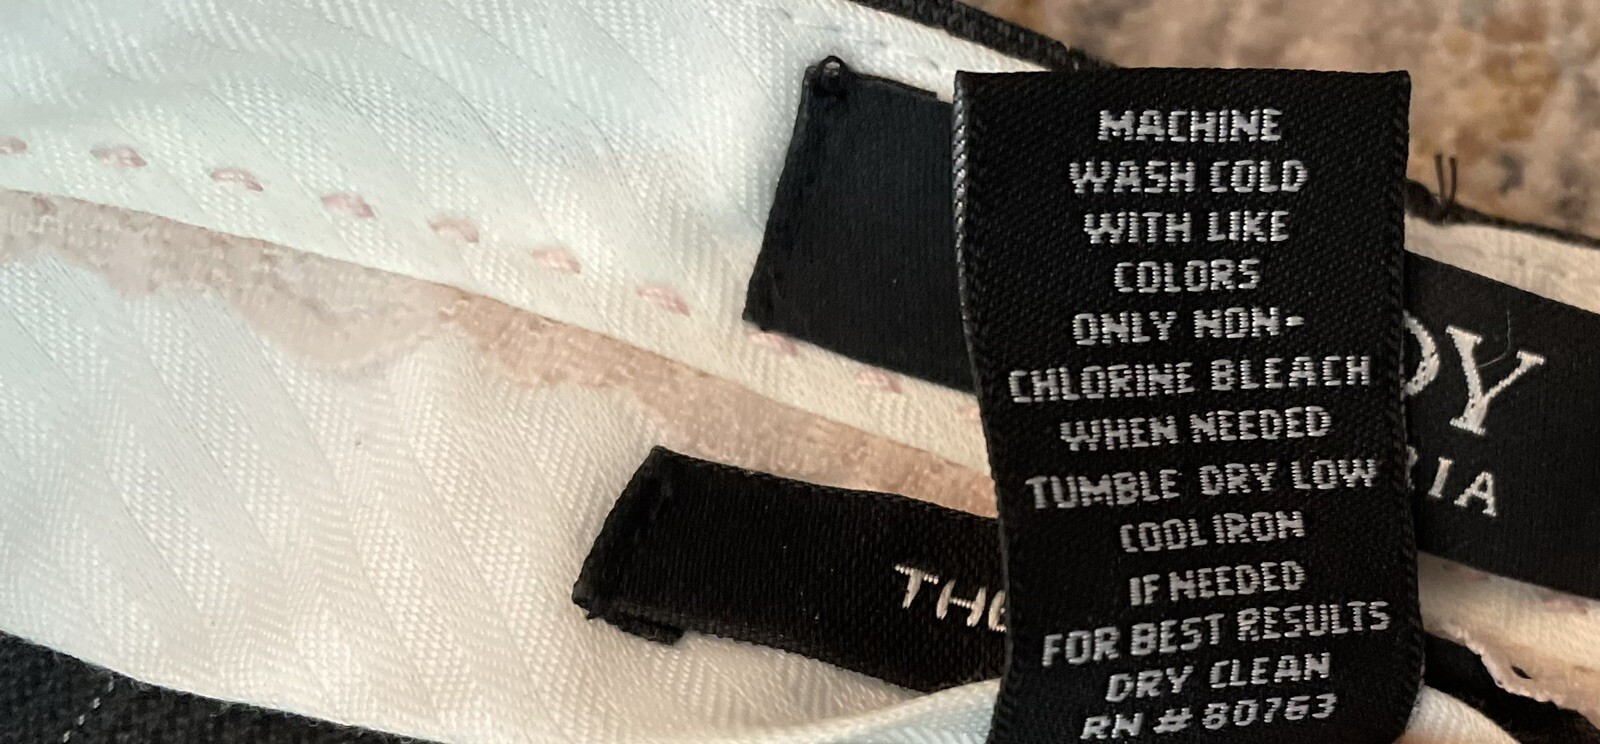 MACHINE
WASH COLD
WITH LIKE
COLORS
ONLY NON-
CHLORINE BLEACH
WHEN NEEDED
TUMBLE DRY LOW
COOL IRON
IF NEEDED
FOR BEST RESULTS
DRY CLEAN
RN # 80763
THE